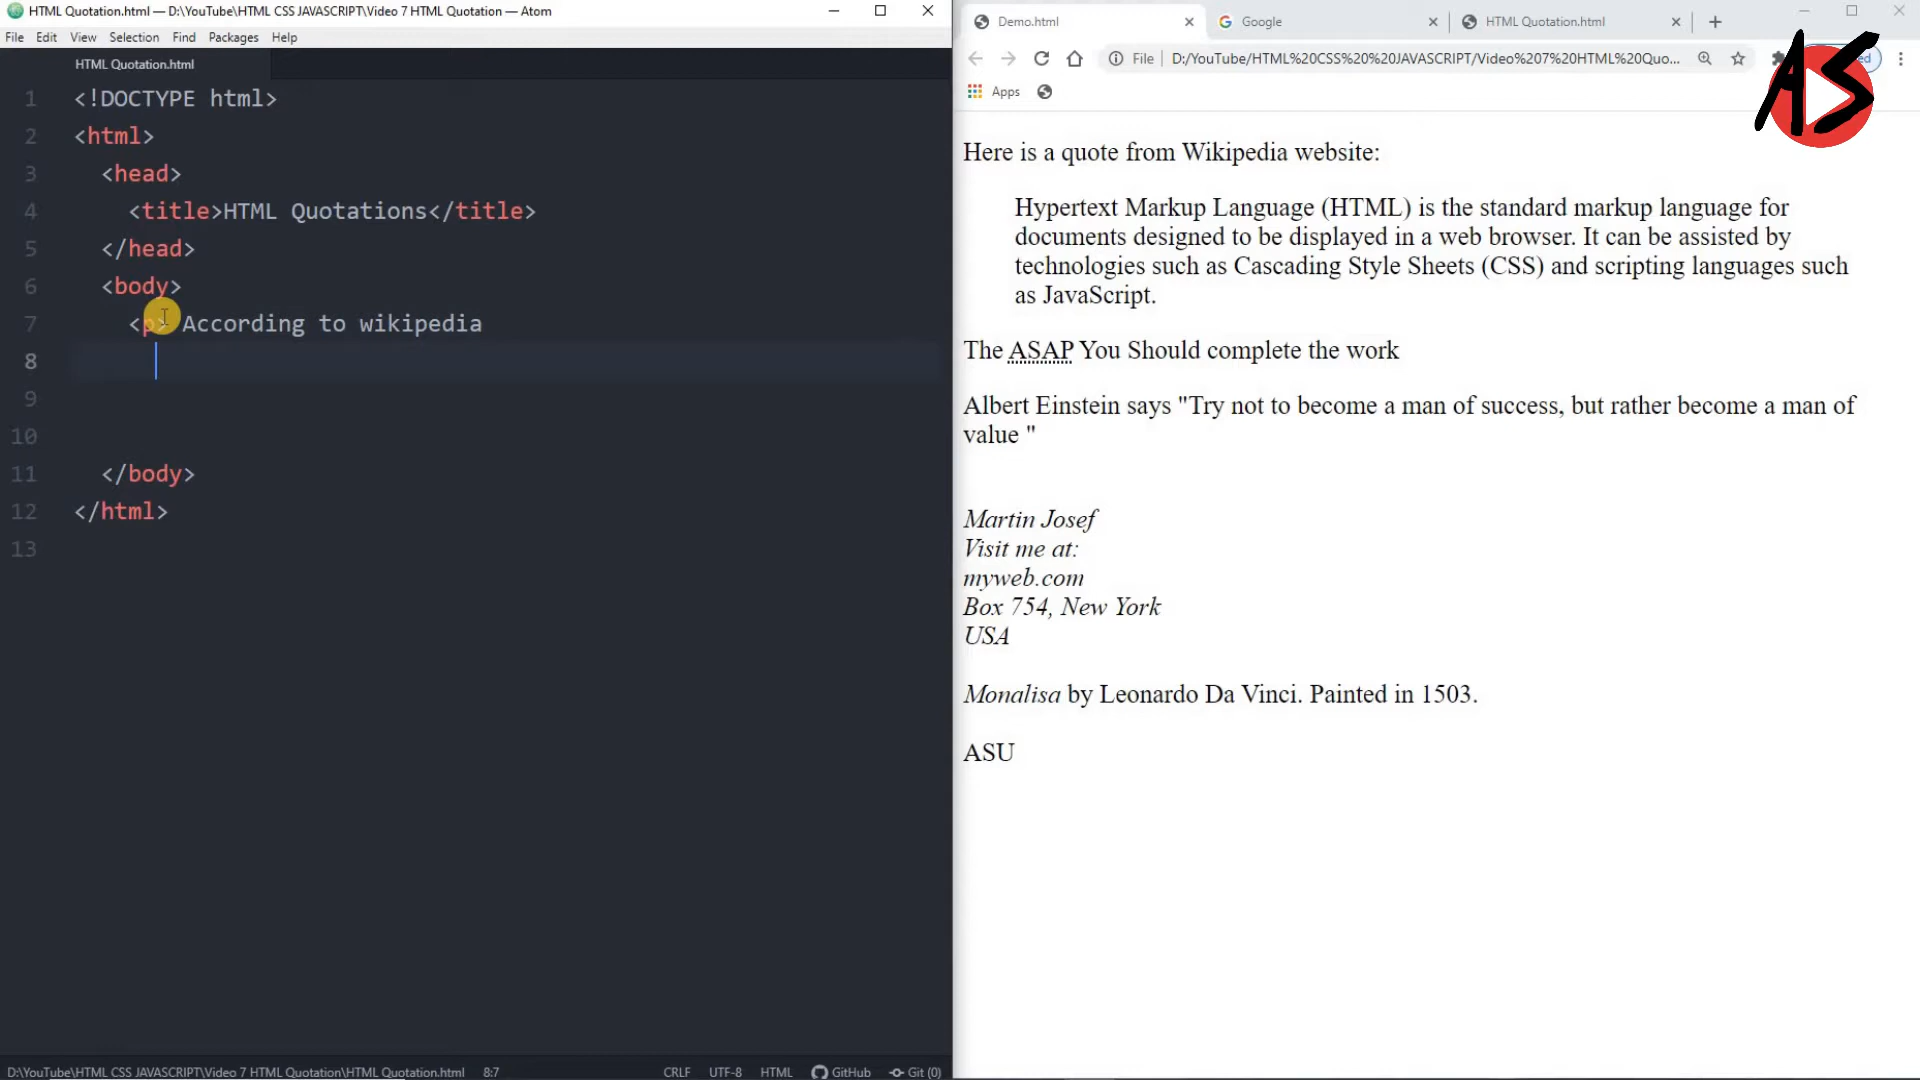 HTML Quotation.html — D:\YouTube\HTML CSS JAVASCRIPT\Video 7 HTML Quotation — Atom
File Edit View Selection Find Packages Help
HTML Quotation.html
1 <!DOCTYPE html>
2 <html>
3 <head>
4 <title>HTML Quotations</title>
5 </head>
6 <body>
7 <p> According to wikipedia
8
9
10
11 </body>
12 </html>
13
D:\YouTube\HTML CSS JAVASCRIPT\Video 7 HTML Quotation\HTML Quotation.html 8:7 CRLF UTF-8 HTML GitHub Git (0)
Demo.html Google HTML Quotation.html
File D:/YouTube/HTML%20CSS%20%20JAVASCRIPT/Video%207%20HTML%20Quo...
Apps
AS
Here is a quote from Wikipedia website:
Hypertext Markup Language (HTML) is the standard markup language for
documents designed to be displayed in a web browser. It can be assisted by
technologies such as Cascading Style Sheets (CSS) and scripting languages such
as JavaScript.
The ASAP You Should complete the work
Albert Einstein says "Try not to become a man of success, but rather become a man of
value "
Martin Josef
Visit me at:
myweb.com
Box 754, New York
USA
Monalisa by Leonardo Da Vinci. Painted in 1503.
ASU